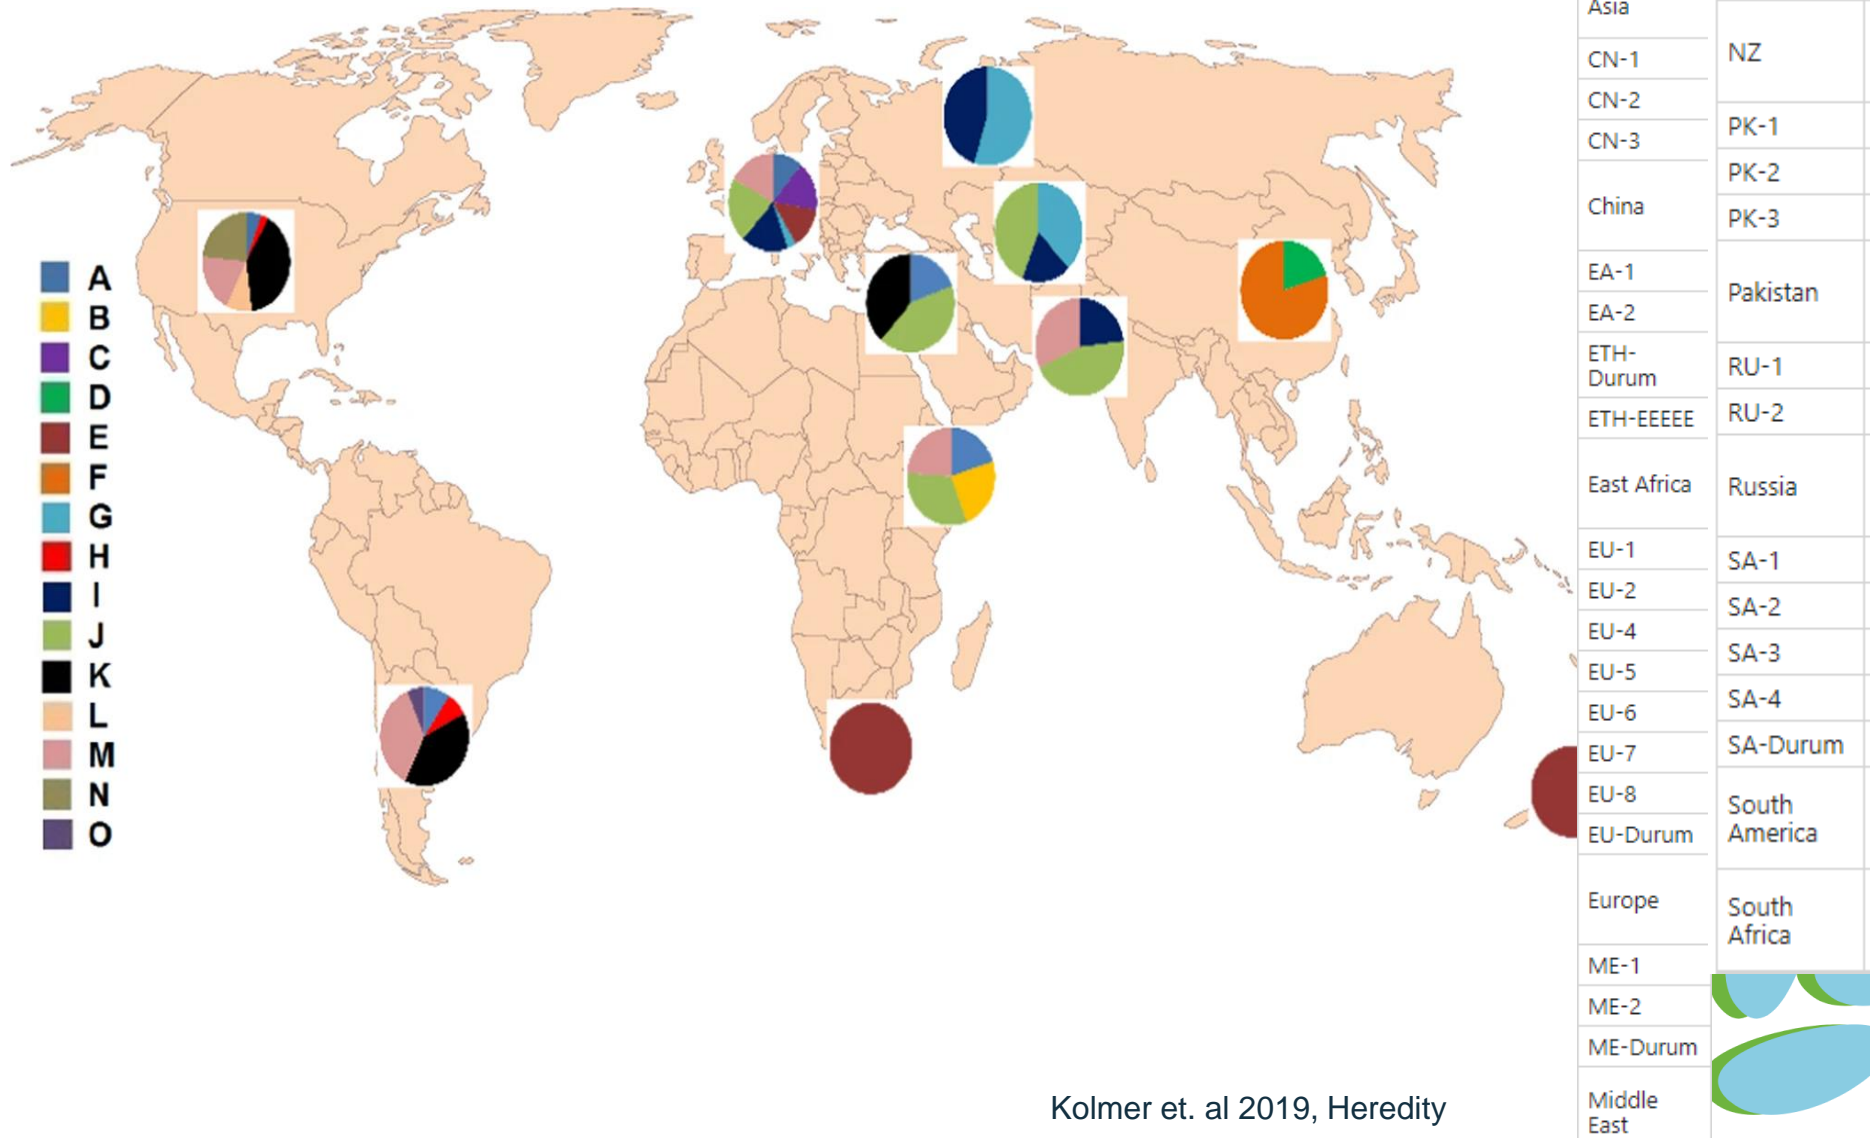 A
B
C
D
E
F
G
H
I
J
K
L
M
N
O
Kolmer et. al 2019, Heredity
Asia
CN-1
CN-2
CN-3
China
EA-1
EA-2
ETH-
Durum
ETH-EEEEE
East Africa
EU-1
EU-2
EU-4
EU-5
EU-6
EU-7
EU-8
EU-Durum
Europe
ME-1
ME-2
ME-Durum
Middle
East
NZ
PK-1
PK-2
PK-3
Pakistan
RU-1
RU-2
Russia
SA-1
SA-2
SA-3
SA-4
SA-Durum
South
America
South
Africa